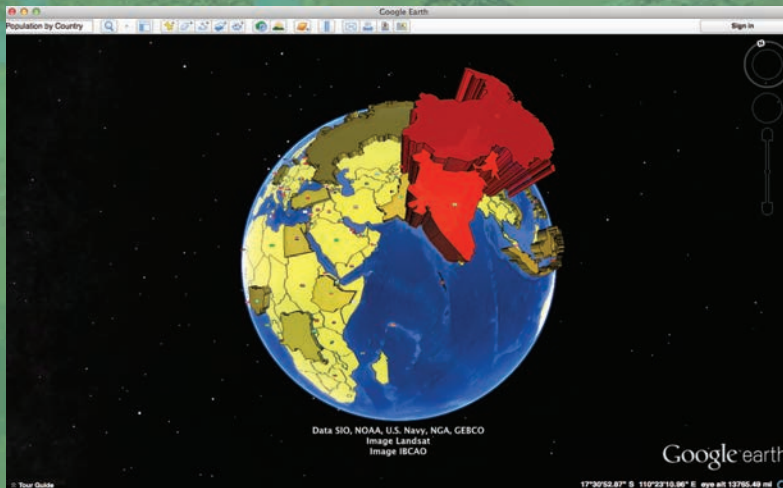 Google Earth
Population by Country
Sign in
N
Data SIO, NOAA, U.S. Navy, NGA, GEBCO
Image Landsat
Image IBCAO
Google earth
Tour Guide
17°30'52.87" S 110°23'10.96" E eye alt 13765.49 mi